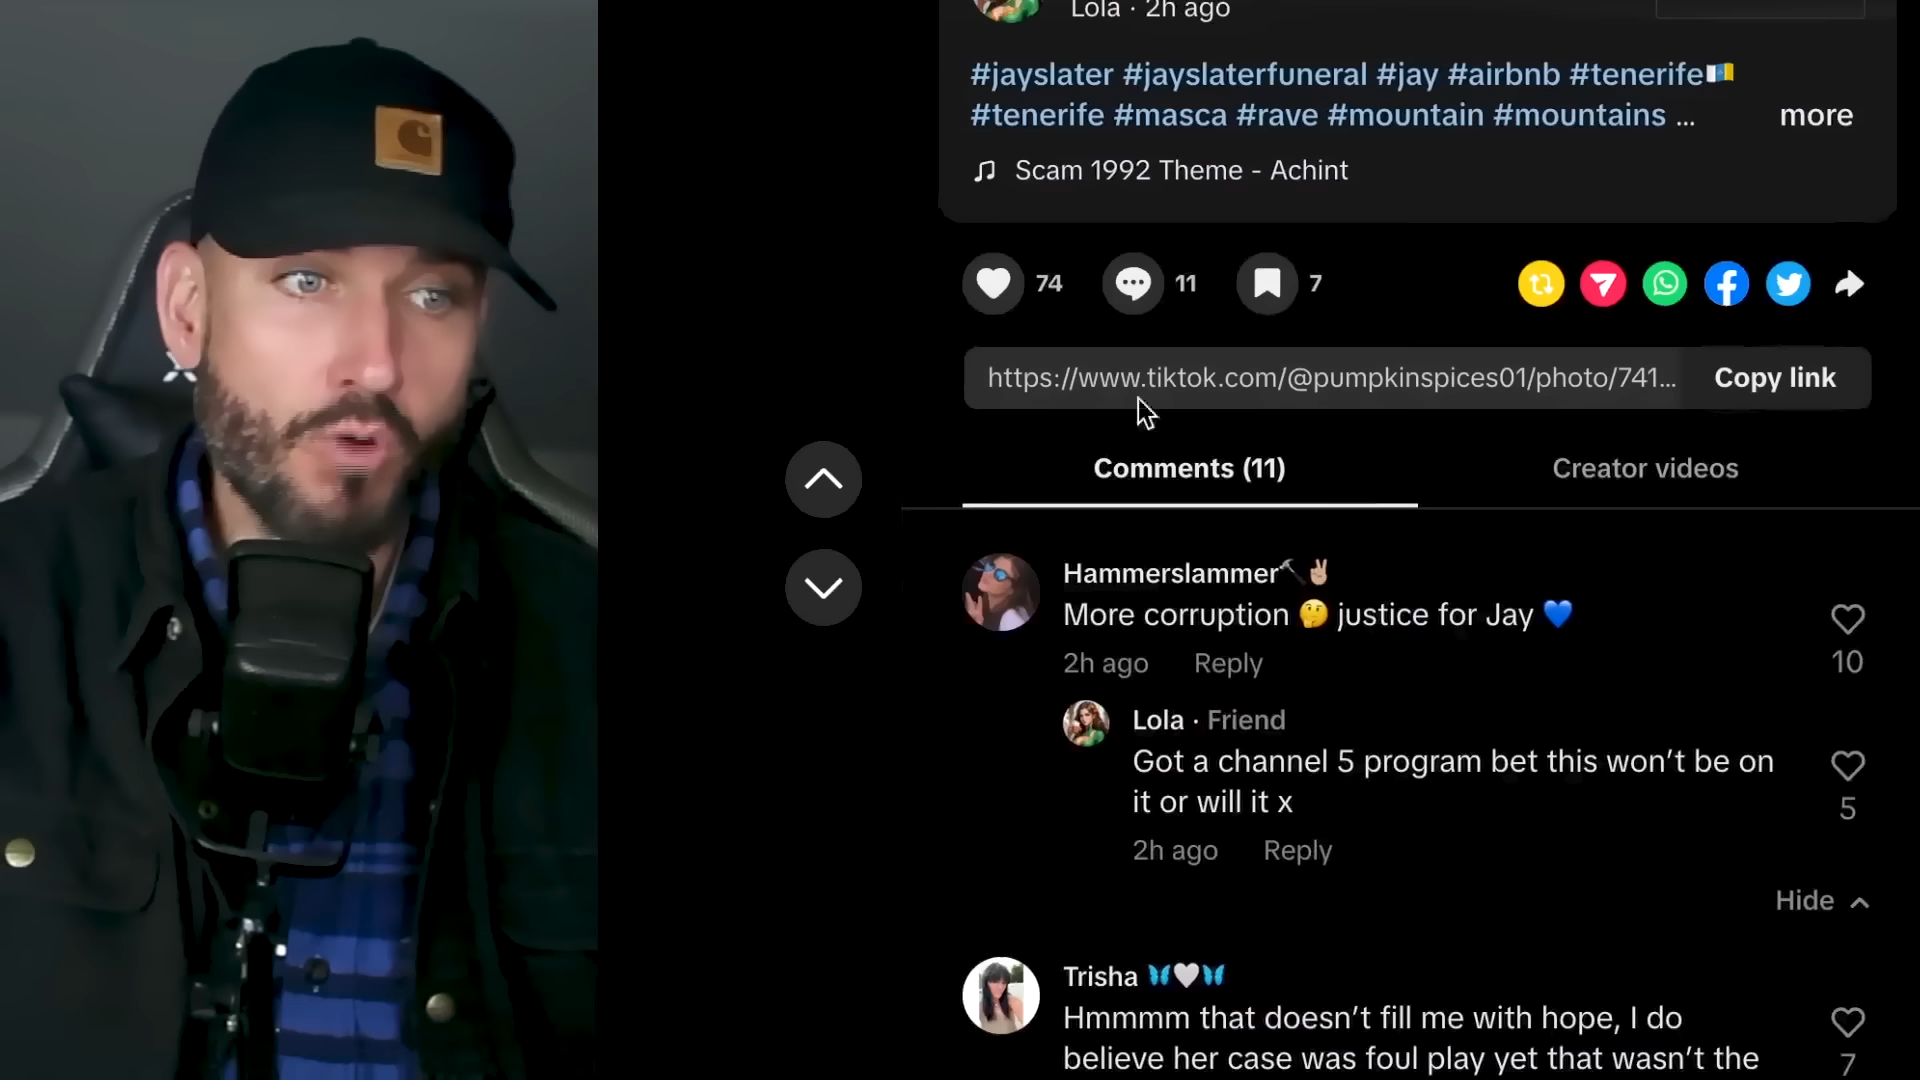 Lola · 2h ago
#jayslater #jayslaterfuneral #jay #airbnb #tenerife🇮🇨
#tenerife #masca #rave #mountain #mountains ... more
Scam 1992 Theme - Achint
74 11 7
https://www.tiktok.com/@pumpkinspices01/photo/741... Copy link
Comments (11) Creator videos
Hammerslammer🔨✌🏼
More corruption 🤔 justice for Jay 💙
10
2h ago Reply
Lola · Friend
Got a channel 5 program bet this won't be on
it or will it x
5
2h ago Reply
Hide
Trisha 🦋🤍🦋
Hmmmm that doesn't fill me with hope, I do
believe her case was foul play yet that wasn't the
7